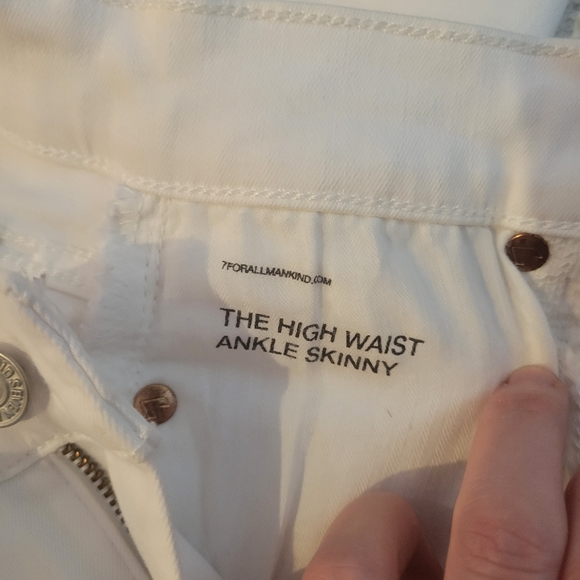 7FORALLMANKIND.COM
THE HIGH WAIST
ANKLE SKINNY